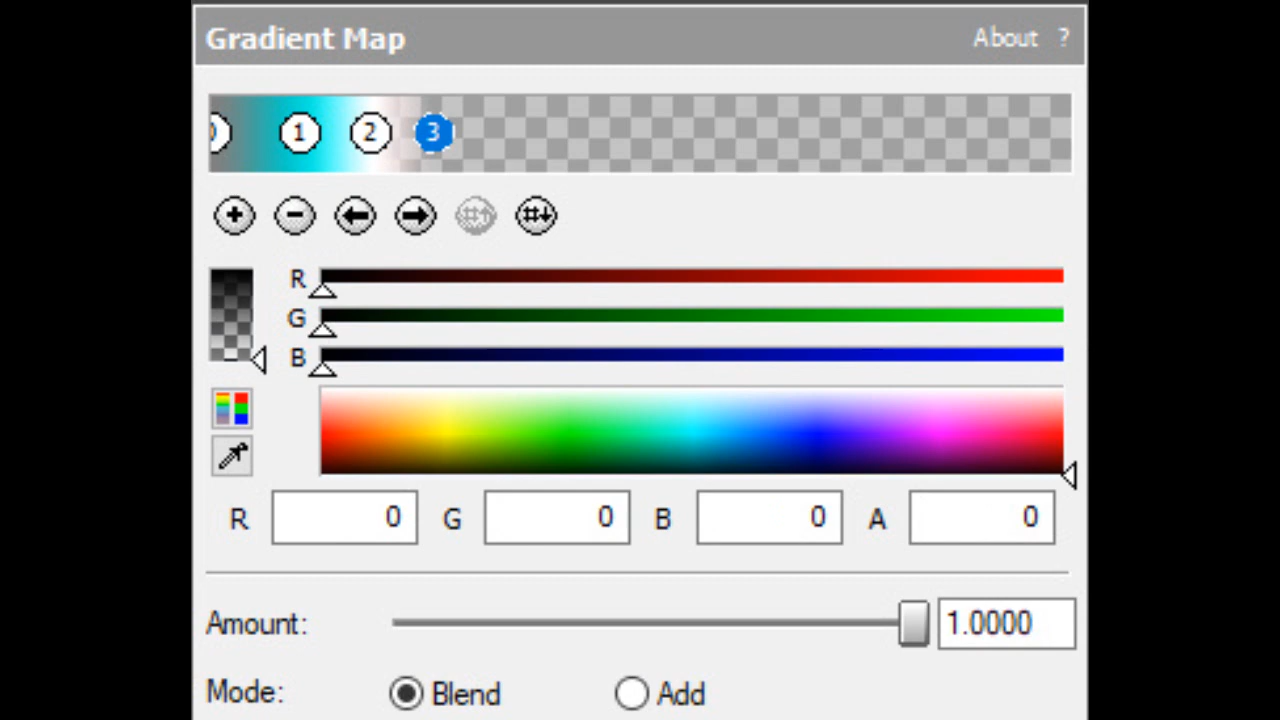 Gradient Map About ?
1 2 3
R
G
B
R 0 G 0 B 0 A 0
Amount: 1.0000
Mode: Blend Add